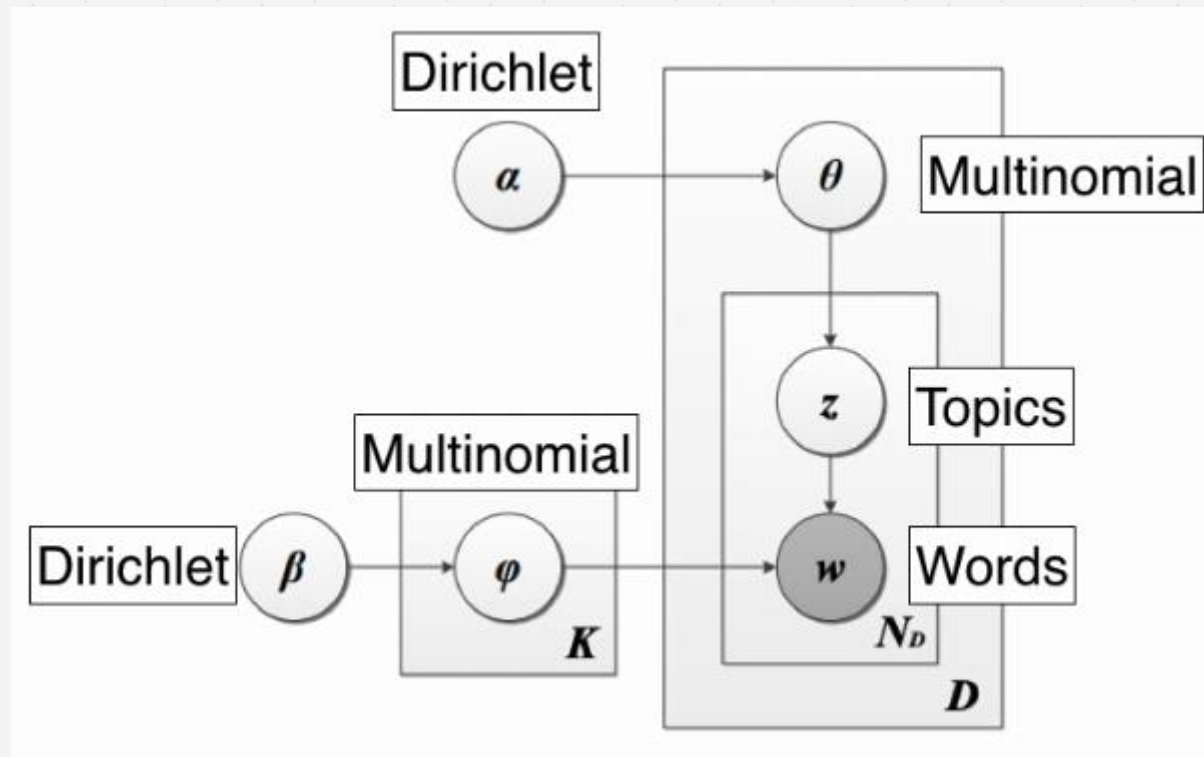 Dirichlet
α
θ
Multinomial
z
Topics
Multinomial
Dirichlet
β
φ
w
Words
K
N_D
D